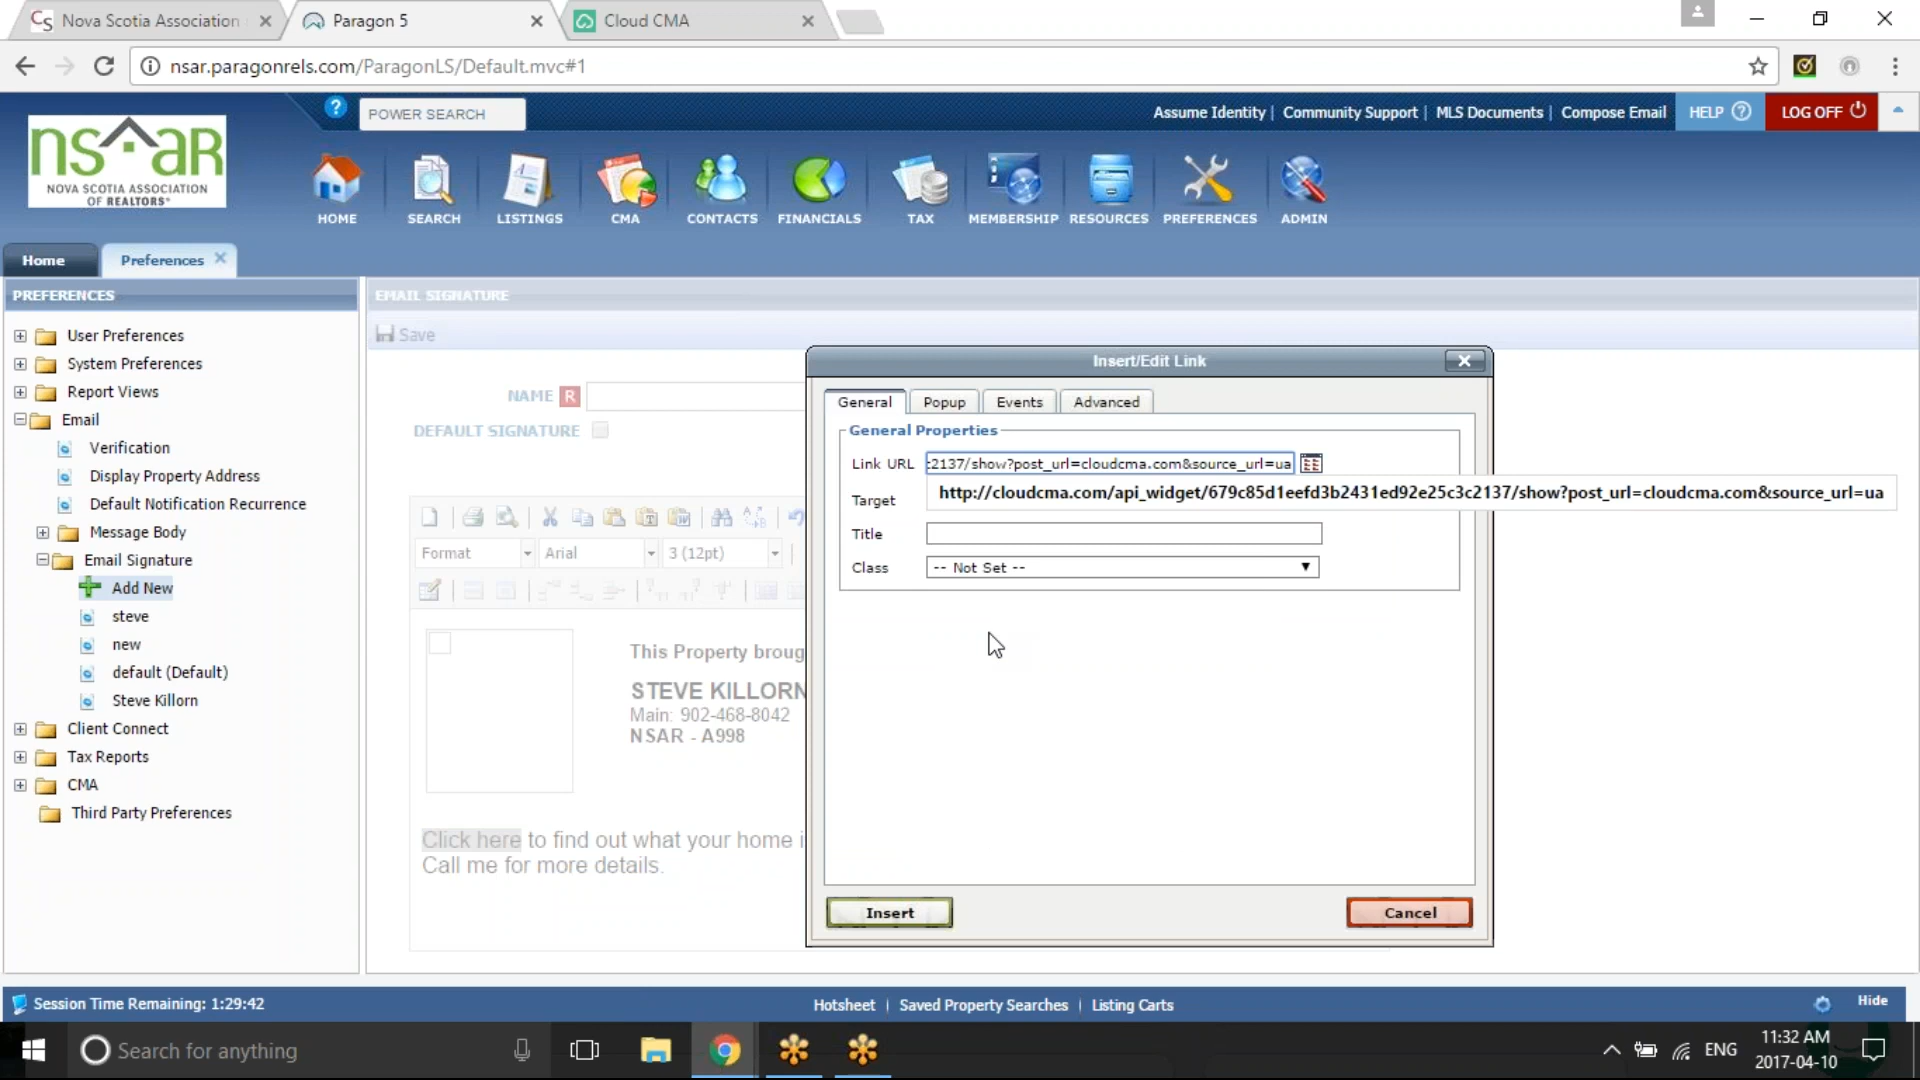 CS Nova Scotia Association
Paragon 5
Cloud CMA
nsar.paragonrels.com/ParagonLS/Default.mvc#1
nsar
NOVA SCOTIA ASSOCIATION
OF REALTORS®
? POWER SEARCH
Assume Identity | Community Support | MLS Documents | Compose Email
HELP ?
LOG OFF
HOME
SEARCH
LISTINGS
CMA
CONTACTS
FINANCIALS
TAX
MEMBERSHIP
RESOURCES
PREFERENCES
ADMIN
Home
Preferences
PREFERENCES
User Preferences
System Preferences
Report Views
Email
Verification
Display Property Address
Default Notification Recurrence
Message Body
Email Signature
Add New
steve
new
default (Default)
Steve Killorn
Client Connect
Tax Reports
CMA
Third Party Preferences
EMAIL SIGNATURE
Save
NAME R
DEFAULT SIGNATURE
Format
Arial
3 (12pt)
This Property broug
STEVE KILLORN
Main: 902-468-8042
NSAR - A998
Click here to find out what your home i
Call me for more details.
Insert/Edit Link
General
Popup
Events
Advanced
General Properties
Link URL :2137/show?post_url=cloudcma.com&source_url=ua
http://cloudcma.com/api_widget/679c85d1eefd3b2431ed92e25c3c2137/show?post_url=cloudcma.com&source_url=ua
Target
Title
Class -- Not Set --
Insert
Cancel
Session Time Remaining: 1:29:42
Hotsheet | Saved Property Searches | Listing Carts
Hide
Search for anything
ENG
11:32 AM
2017-04-10